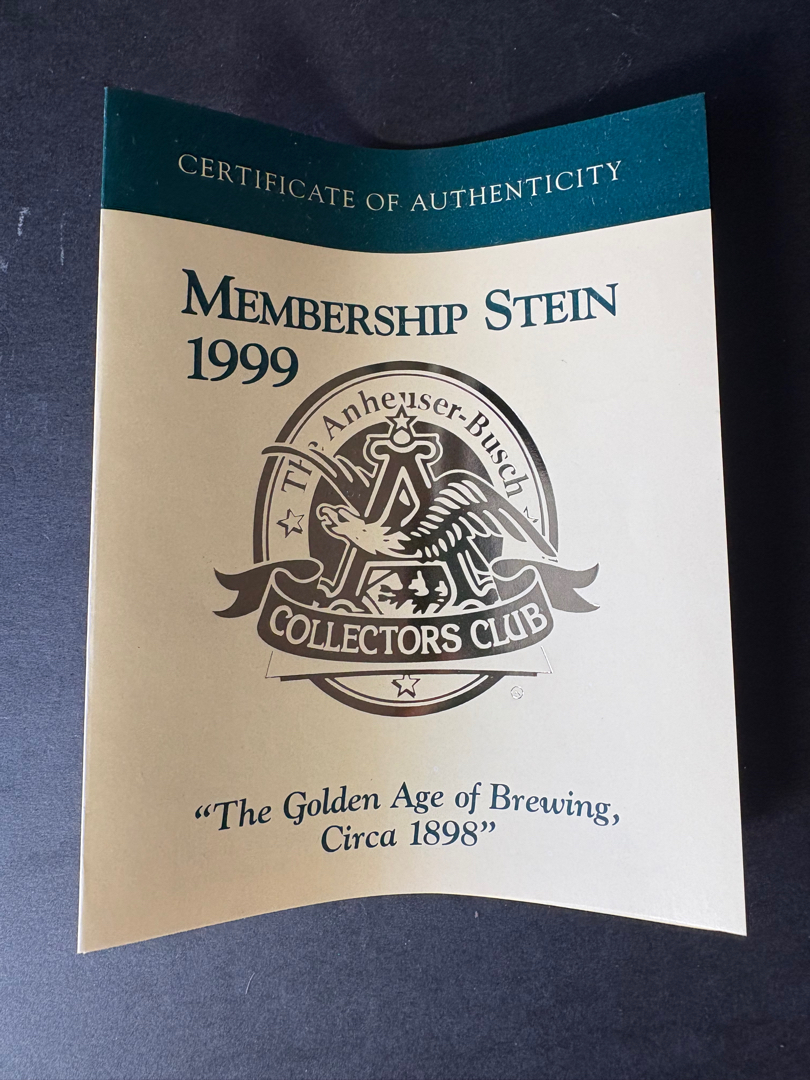 CERTIFICATE OF AUTHENTICITY
MEMBERSHIP STEIN
1999
The Anheuser-Busch
COLLECTORS CLUB
®
“The Golden Age of Brewing,
Circa 1898”